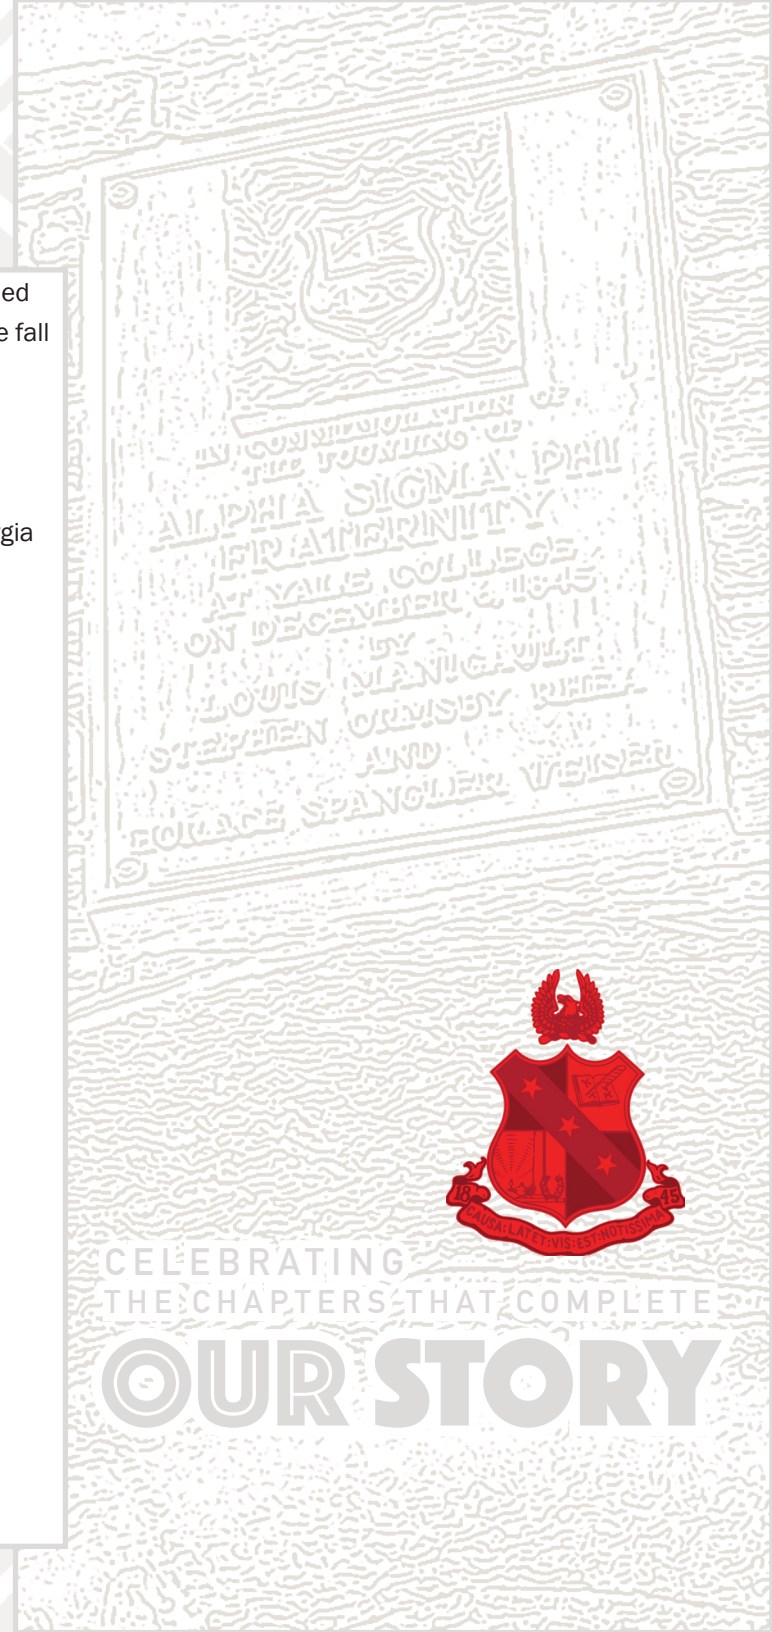 ed
e fall
rgia
IN COMMEMORATION OF
THE FOUNDING OF
ALPHA SIGMA PHI
FRATERNITY
AT YALE COLLEGE
ON DECEMBER 6, 1845
BY
LOUIS MANIGAULT
STEPHEN ORMSBY RHEA
AND
HORACE SPANGLER WEISER
18
45
CAUSA:LATET:VIS:EST:NOTISSIMA
CELEBRATING
THE CHAPTERS THAT COMPLETE
OUR STORY